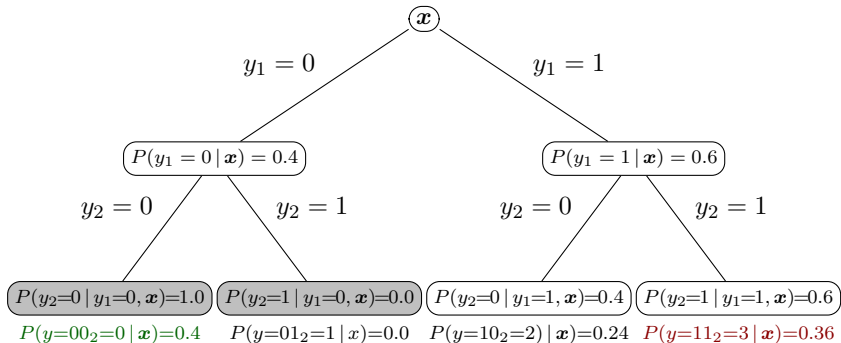 x
y₁ = 0
y₁ = 1
P(y₁ = 0 | x) = 0.4
P(y₁ = 1 | x) = 0.6
y₂ = 0
y₂ = 1
y₂ = 0
y₂ = 1
P(y₂=0 | y₁=0, x)=1.0
P(y₂=1 | y₁=0, x)=0.0
P(y₂=0 | y₁=1, x)=0.4
P(y₂=1 | y₁=1, x)=0.6
P(y=00₂=0 | x)=0.4
P(y=01₂=1 | x)=0.0
P(y=10₂=2) | x)=0.24
P(y=11₂=3 | x)=0.36